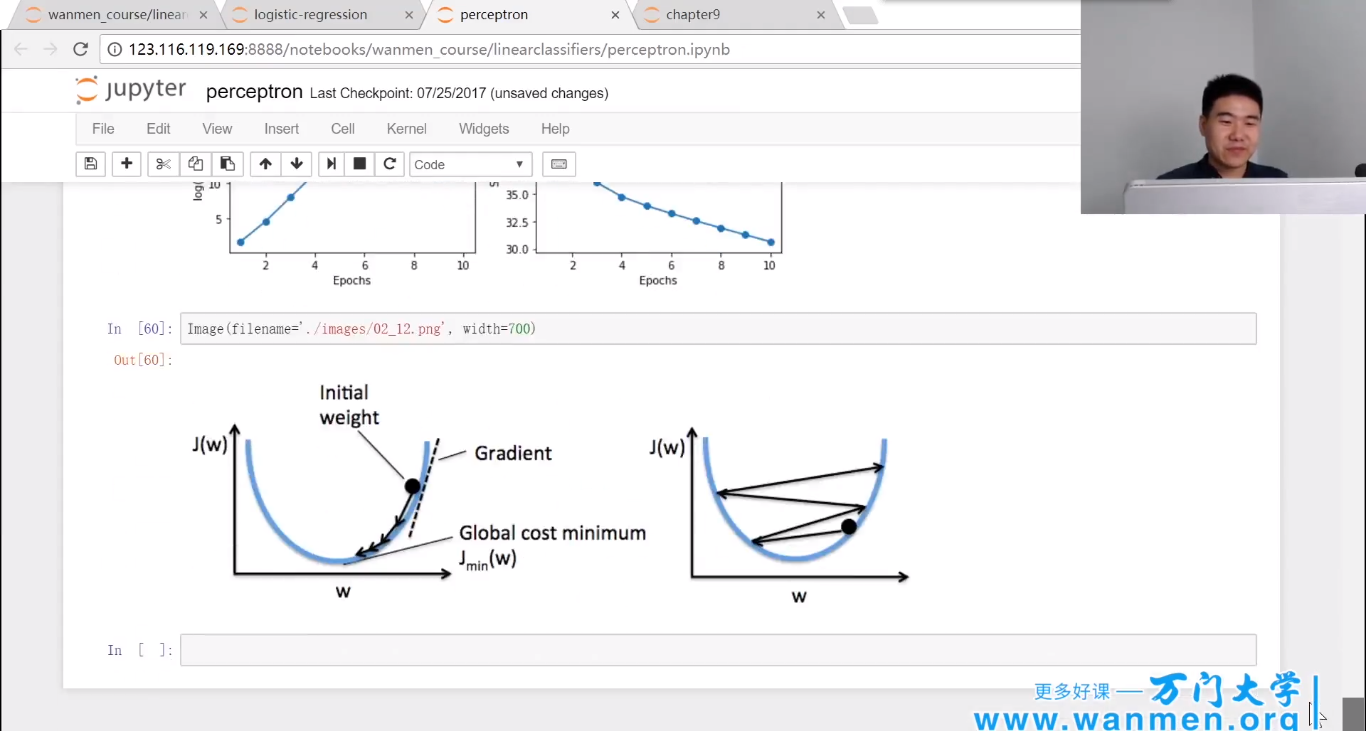 wanmen_course/linear
logistic-regression
perceptron
chapter9
123.116.119.169:8888/notebooks/wanmen_course/linearclassifiers/perceptron.ipynb
jupyter perceptron Last Checkpoint: 07/25/2017 (unsaved changes)
File Edit View Insert Cell Kernel Widgets Help
Code
log(
10
5
2 4 6 8 10
Epochs
35.0
32.5
30.0
2 4 6 8 10
Epochs
In [60]: Image(filename='./images/02_12.png', width=700)
Out[60]:
Initial
weight
J(w)
Gradient
Global cost minimum
Jmin(w)
w
J(w)
w
In [ ]:
更多好课——万门大学
www.wanmen.org